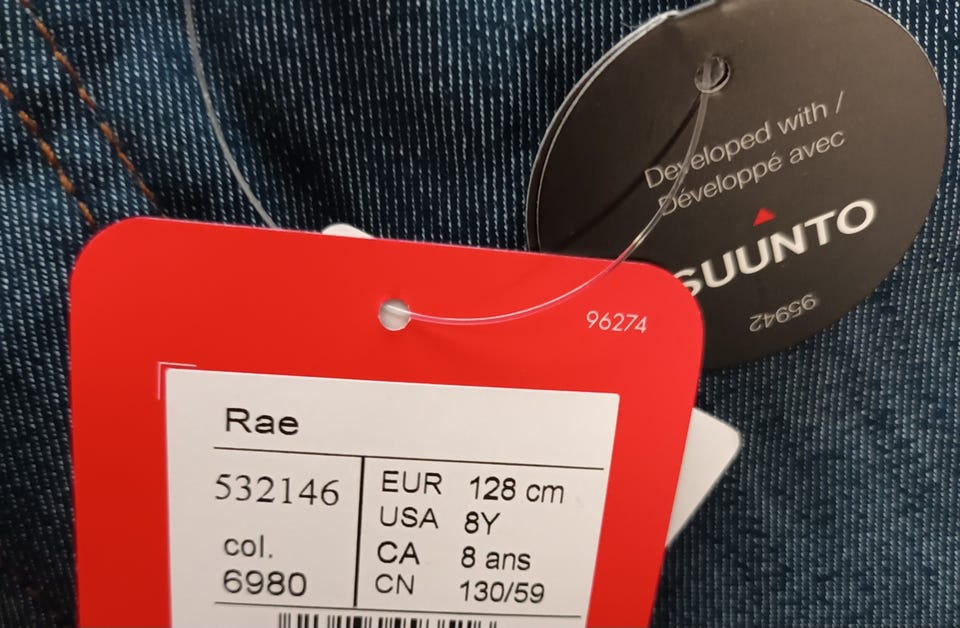 Developed with /
Développé avec
SUUNTO
95942
96274
Rae
532146
col.
6980
EUR 128 cm
USA 8Y
CA 8 ans
CN 130/59